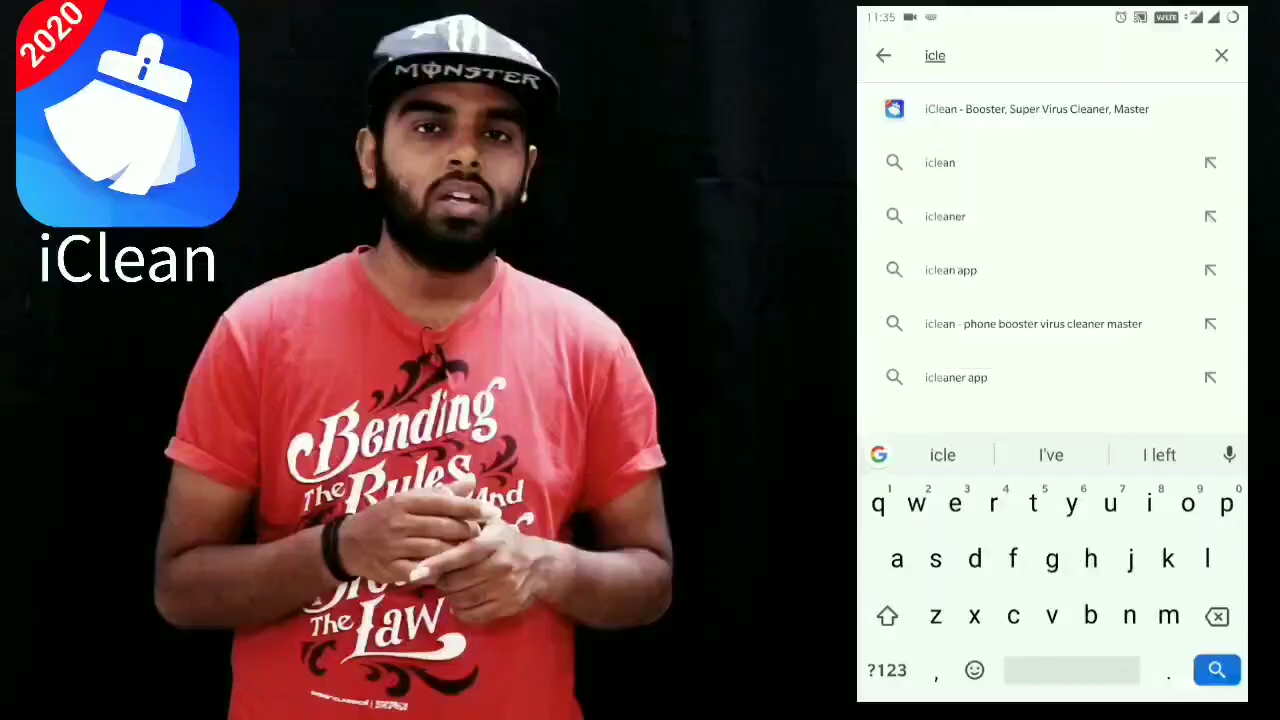 2020
iClean
MONSTER
Bending
The Rules
And
The Law
11:35
VoLTE
icle
iClean - Booster, Super Virus Cleaner, Master
iclean
icleaner
iclean app
iclean - phone booster virus cleaner master
icleaner app
icle I've I left
1 2 3 4 5 6 7 8 9 0
q w e r t y u i o p
a s d f g h j k l
z x c v b n m
?123 , .